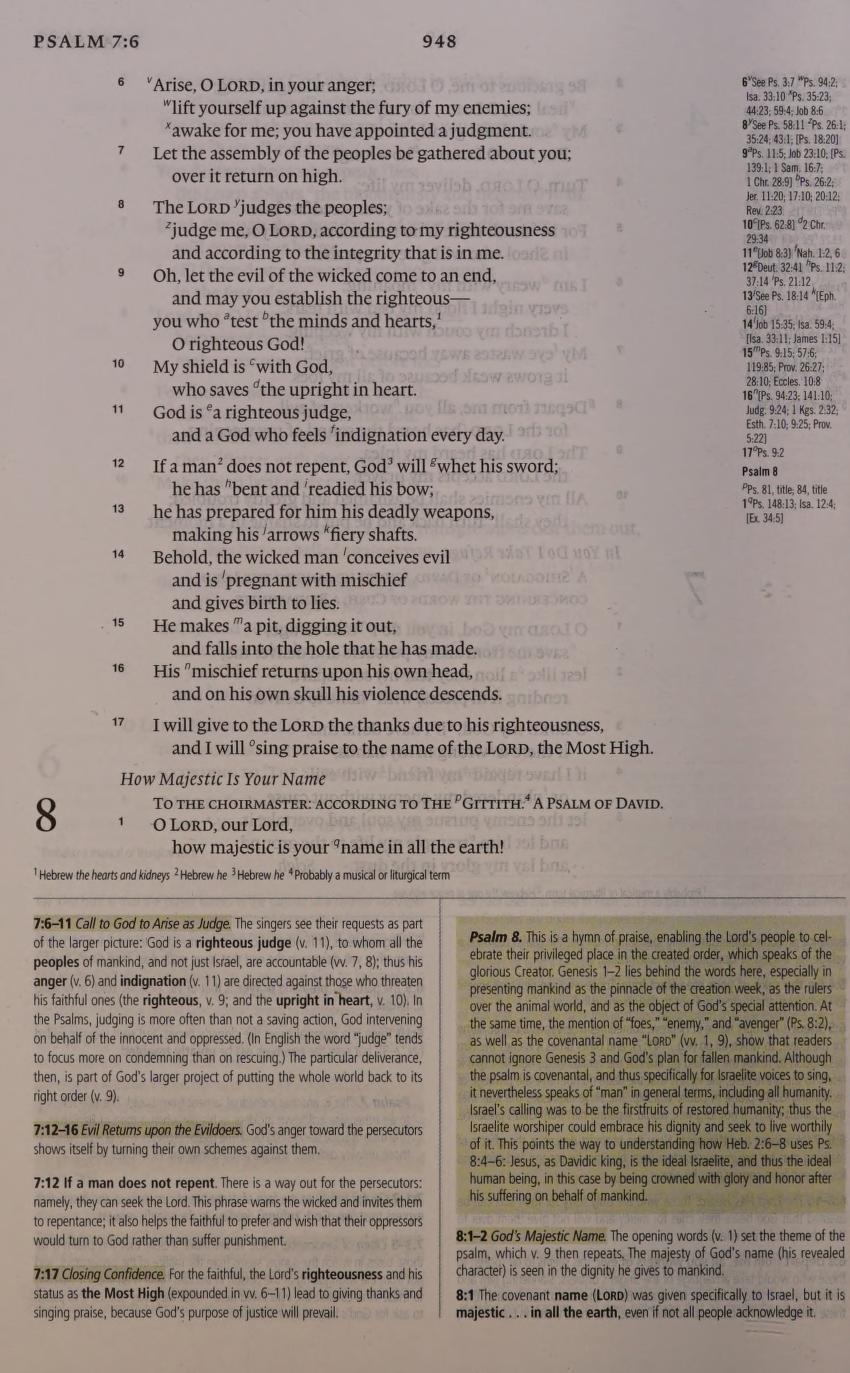 PSALM 7:6
948
6 vArise, O LORD, in your anger;
wlift yourself up against the fury of my enemies;
xawake for me; you have appointed a judgment.
7 Let the assembly of the peoples be gathered about you;
over it return on high.
8 The LORD yjudges the peoples;
zjudge me, O LORD, according to my righteousness
and according to the integrity that is in me.
9 Oh, let the evil of the wicked come to an end,
and may you establish the righteous—
you who atest bthe minds and hearts,1
O righteous God!
10 My shield is cwith God,
who saves dthe upright in heart.
11 God is ea righteous judge,
and a God who feels findignation every day.
12 If a man2 does not repent, God3 will gwhet his sword;
he has hbent and ireadied his bow;
13 he has prepared for him his deadly weapons,
making his jarrows kfiery shafts.
14 Behold, the wicked man lconceives evil
and is lpregnant with mischief
and gives birth to lies.
15 He makes ma pit, digging it out,
and falls into the hole that he has made.
16 His nmischief returns upon his own head,
and on his own skull his violence descends.
17 I will give to the LORD the thanks due to his righteousness,
and I will osing praise to the name of the LORD, the Most High.
How Majestic Is Your Name
8 TO THE CHOIRMASTER: ACCORDING TO THE pGITTITH.4 A PSALM OF DAVID.
1 O LORD, our Lord,
how majestic is your qname in all the earth!
6vSee Ps. 3:7 wPs. 94:2;
Isa. 33:10 xPs. 35:23;
44:23; 59:4; Job 8:6
8ySee Ps. 58:11 zPs. 26:1;
35:24; 43:1; [Ps. 18:20]
9aPs. 11:5; Job 23:10; [Ps.
139:1; 1 Sam. 16:7;
1 Chr. 28:9] bPs. 26:2;
Jer. 11:20; 17:10; 20:12;
Rev. 2:23
10c[Ps. 62:8] d2 Chr.
29:34
11e[Job 8:3] fNah. 1:2, 6
12gDeut. 32:41 hPs. 11:2;
37:14 iPs. 21:12
13jSee Ps. 18:14 k[Eph.
6:16]
14lJob 15:35; Isa. 59:4;
[Isa. 33:11; James 1:15]
15mPs. 9:15; 57:6;
119:85; Prov. 26:27;
28:10; Eccles. 10:8
16n[Ps. 94:23; 141:10;
Judg. 9:24; 1 Kgs. 2:32;
Esth. 7:10; 9:25; Prov.
5:22]
17oPs. 9:2
Psalm 8
pPs. 81, title; 84, title
1qPs. 148:13; Isa. 12:4;
[Ex. 34:5]
1 Hebrew the hearts and kidneys 2 Hebrew he 3 Hebrew he 4 Probably a musical or liturgical term
7:6–11 Call to God to Arise as Judge. The singers see their requests as part
of the larger picture: God is a righteous judge (v. 11), to whom all the
peoples of mankind, and not just Israel, are accountable (vv. 7, 8); thus his
anger (v. 6) and indignation (v. 11) are directed against those who threaten
his faithful ones (the righteous, v. 9; and the upright in heart, v. 10). In
the Psalms, judging is more often than not a saving action, God intervening
on behalf of the innocent and oppressed. (In English the word "judge" tends
to focus more on condemning than on rescuing.) The particular deliverance,
then, is part of God's larger project of putting the whole world back to its
right order (v. 9).
7:12–16 Evil Returns upon the Evildoers. God's anger toward the persecutors
shows itself by turning their own schemes against them.
7:12 If a man does not repent. There is a way out for the persecutors:
namely, they can seek the Lord. This phrase warns the wicked and invites them
to repentance; it also helps the faithful to prefer and wish that their oppressors
would turn to God rather than suffer punishment.
7:17 Closing Confidence. For the faithful, the Lord's righteousness and his
status as the Most High (expounded in vv. 6–11) lead to giving thanks and
singing praise, because God's purpose of justice will prevail.
Psalm 8. This is a hymn of praise, enabling the Lord's people to cel-
ebrate their privileged place in the created order, which speaks of the
glorious Creator. Genesis 1–2 lies behind the words here, especially in
presenting mankind as the pinnacle of the creation week, as the rulers
over the animal world, and as the object of God's special attention. At
the same time, the mention of "foes," "enemy," and "avenger" (Ps. 8:2),
as well as the covenantal name "LORD" (vv. 1, 9), show that readers
cannot ignore Genesis 3 and God's plan for fallen mankind. Although
the psalm is covenantal, and thus specifically for Israelite voices to sing,
it nevertheless speaks of "man" in general terms, including all humanity.
Israel's calling was to be the firstfruits of restored humanity; thus the
Israelite worshiper could embrace his dignity and seek to live worthily
of it. This points the way to understanding how Heb. 2:6–8 uses Ps.
8:4–6: Jesus, as Davidic king, is the ideal Israelite, and thus the ideal
human being, in this case by being crowned with glory and honor after
his suffering on behalf of mankind.
8:1–2 God's Majestic Name. The opening words (v. 1) set the theme of the
psalm, which v. 9 then repeats. The majesty of God's name (his revealed
character) is seen in the dignity he gives to mankind.
8:1 The covenant name (LORD) was given specifically to Israel, but it is
majestic . . . in all the earth, even if not all people acknowledge it.